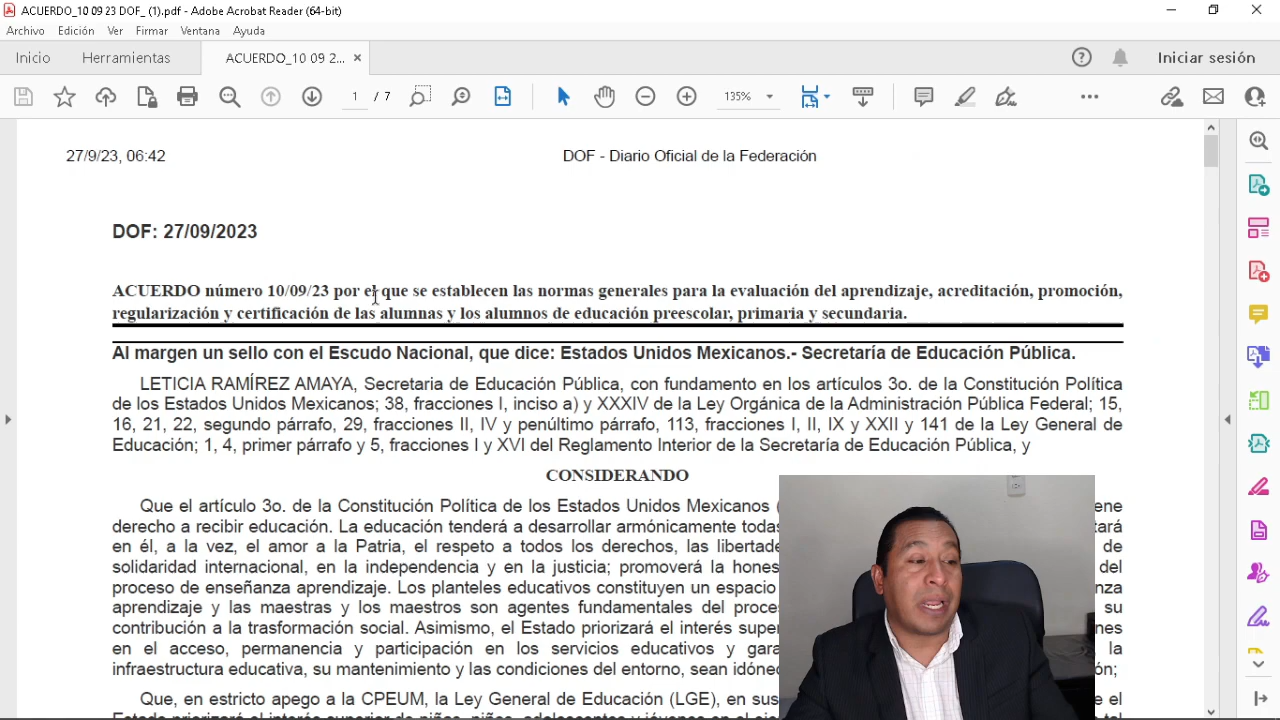 ACUERDO_10 09 23 DOF_ (1).pdf - Adobe Acrobat Reader (64-bit)
Archivo Edición Ver Firmar Ventana Ayuda
Inicio Herramientas ACUERDO_10 09 2... × Iniciar sesión
1 / 7 135%
27/9/23, 06:42 DOF - Diario Oficial de la Federación
DOF: 27/09/2023
ACUERDO número 10/09/23 por el que se establecen las normas generales para la evaluación del aprendizaje, acreditación, promoción,
regularización y certificación de las alumnas y los alumnos de educación preescolar, primaria y secundaria.
Al margen un sello con el Escudo Nacional, que dice: Estados Unidos Mexicanos.- Secretaría de Educación Pública.
LETICIA RAMÍREZ AMAYA, Secretaria de Educación Pública, con fundamento en los artículos 3o. de la Constitución Política
de los Estados Unidos Mexicanos; 38, fracciones I, inciso a) y XXXIV de la Ley Orgánica de la Administración Pública Federal; 15,
16, 21, 22, segundo párrafo, 29, fracciones II, IV y penúltimo párrafo, 113, fracciones I, II, IX y XXII y 141 de la Ley General de
Educación; 1, 4, primer párrafo y 5, fracciones I y XVI del Reglamento Interior de la Secretaría de Educación Pública, y
CONSIDERANDO
Que el artículo 3o. de la Constitución Política de los Estados Unidos Mexicanos
derecho a recibir educación. La educación tenderá a desarrollar armónicamente todas
en él, a la vez, el amor a la Patria, el respeto a todos los derechos, las de
solidaridad internacional, en la independencia y en la justicia; promoverá la del
proceso de enseñanza aprendizaje. Los planteles educativos constituyen un espacio
aprendizaje y las maestras y los maestros son agentes fundamentales del su
contribución a la trasformación social. Asimismo, el Estado priorizará el interés
en el acceso, permanencia y participación en los servicios educativos y la
infraestructura educativa, su mantenimiento y las condiciones del entorno, sean
Que, en estricto apego a la CPEUM, la Ley General de Educación (LGE), en sus el